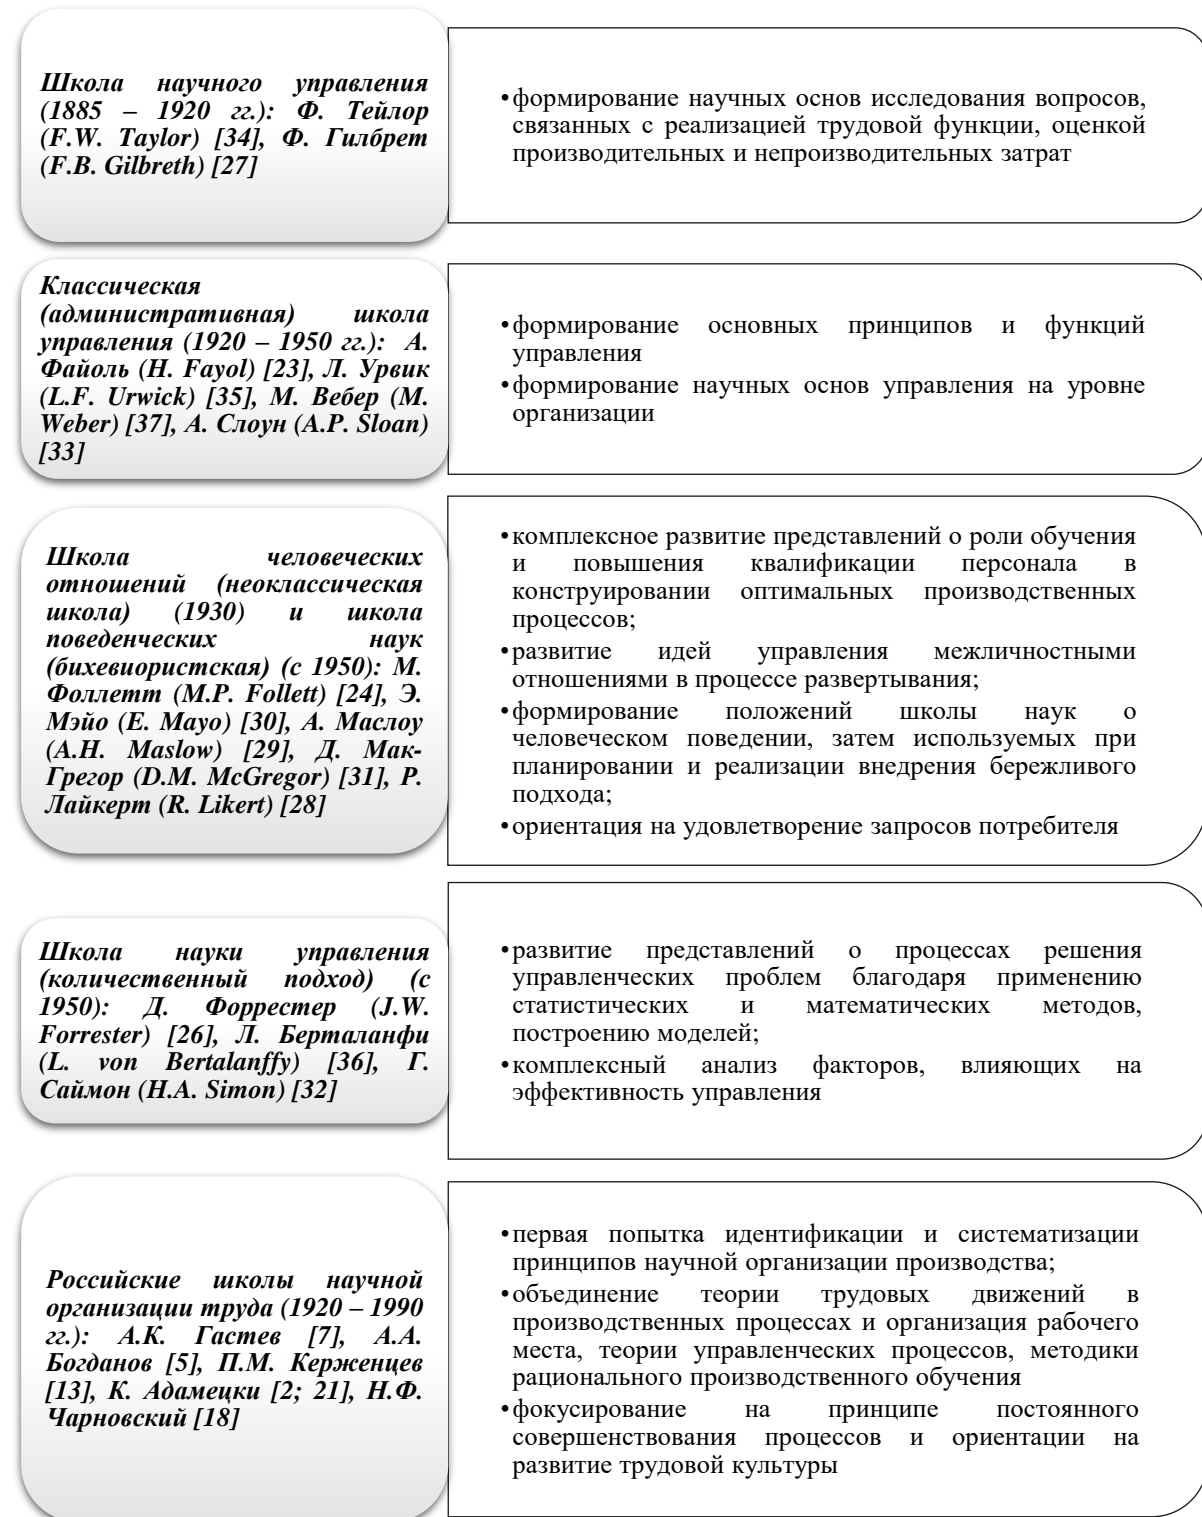 Школа научного управления
(1885 – 1920 гг.): Ф. Тейлор
(F.W. Taylor) [34], Ф. Гилбрет
(F.B. Gilbreth) [27]
•формирование научных основ исследования вопросов,
связанных с реализацией трудовой функции, оценкой
производительных и непроизводительных затрат
Классическая
(административная) школа
управления (1920 – 1950 гг.): А.
Файоль (H. Fayol) [23], Л. Урвик
(L.F. Urwick) [35], М. Вебер (M.
Weber) [37], А. Слоун (A.P. Sloan)
[33]
•формирование основных принципов и функций
управления
•формирование научных основ управления на уровне
организации
Школа человеческих
отношений (неоклассическая
школа) (1930) и школа
поведенческих наук
(бихевиористская) (с 1950): М.
Фоллетт (M.P. Follett) [24], Э.
Мэйо (E. Mayo) [30], А. Маслоу
(A.H. Maslow) [29], Д. Мак-
Грегор (D.M. McGregor) [31], Р.
Лайкерт (R. Likert) [28]
•комплексное развитие представлений о роли обучения
и повышения квалификации персонала в
конструировании оптимальных производственных
процессов;
•развитие идей управления межличностными
отношениями в процессе развертывания;
•формирование положений школы наук о
человеческом поведении, затем используемых при
планировании и реализации внедрения бережливого
подхода;
•ориентация на удовлетворение запросов потребителя
Школа науки управления
(количественный подход) (с
1950): Д. Форрестер (J.W.
Forrester) [26], Л. Берталанфи
(L. von Bertalanffy) [36], Г.
Саймон (H.A. Simon) [32]
•развитие представлений о процессах решения
управленческих проблем благодаря применению
статистических и математических методов,
построению моделей;
•комплексный анализ факторов, влияющих на
эффективность управления
Российские школы научной
организации труда (1920 – 1990
гг.): А.К. Гастев [7], А.А.
Богданов [5], П.М. Керженцев
[13], К. Адамецки [2; 21], Н.Ф.
Чарновский [18]
•первая попытка идентификации и систематизации
принципов научной организации производства;
•объединение теории трудовых движений в
производственных процессах и организация рабочего
места, теории управленческих процессов, методики
рационального производственного обучения
•фокусирование на принципе постоянного
совершенствования процессов и ориентации на
развитие трудовой культуры